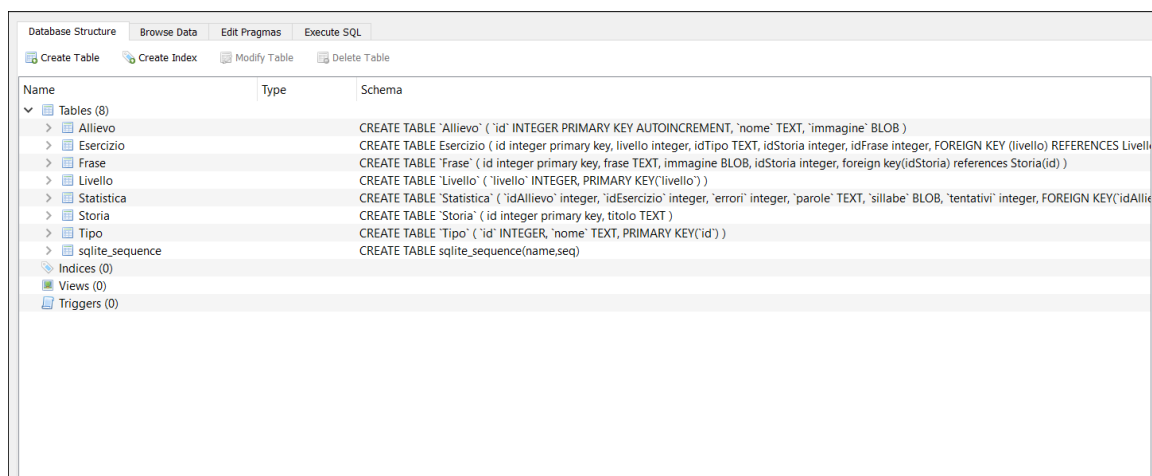 Database Structure Browse Data Edit Pragmas Execute SQL
Create Table Create Index Modify Table Delete Table
Name Type Schema
Tables (8)
Allievo CREATE TABLE `Allievo` ( `id` INTEGER PRIMARY KEY AUTOINCREMENT, `nome` TEXT, `immagine` BLOB )
Esercizio CREATE TABLE Esercizio ( id integer primary key, livello integer, idTipo TEXT, idStoria integer, idFrase integer, FOREIGN KEY (livello) REFERENCES Livell
Frase CREATE TABLE `Frase` ( id integer primary key, frase TEXT, immagine BLOB, idStoria integer, foreign key(idStoria) references Storia(id) )
Livello CREATE TABLE `Livello` ( `livello` INTEGER, PRIMARY KEY(`livello`) )
Statistica CREATE TABLE `Statistica` ( `idAllievo` integer, `idEsercizio` integer, `errori` integer, `parole` TEXT, `sillabe` BLOB, `tentativi` integer, FOREIGN KEY(`idAllie
Storia CREATE TABLE `Storia` ( id integer primary key, titolo TEXT )
Tipo CREATE TABLE `Tipo` ( `id` INTEGER, `nome` TEXT, PRIMARY KEY(`id`) )
sqlite_sequence CREATE TABLE sqlite_sequence(name,seq)
Indices (0)
Views (0)
Triggers (0)